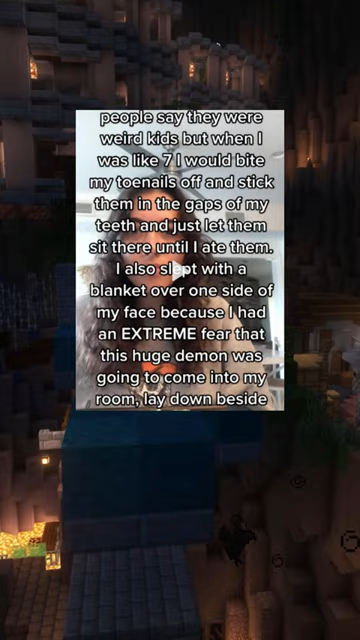 people say they were
weird kids but when I
was like 7 I would bite
my toenails off and stick
them in the gaps of my
teeth and just let them
sit there until I ate them.
I also slept with a
blanket over one side of
my face because I had
an EXTREME fear that
this huge demon was
going to come into my
room, lay down beside